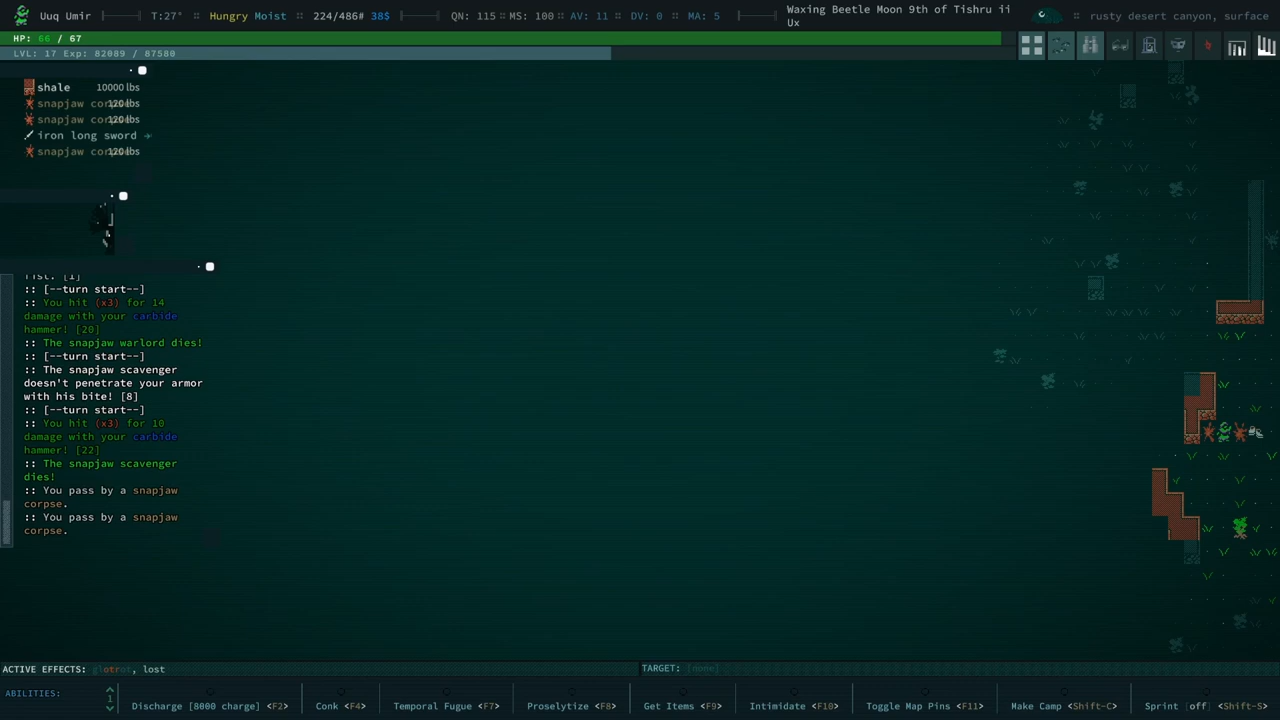 Uuq Umir T:27° Hungry Moist 224/486# 38$ QN: 115 MS: 100 AV: 11 DV: 0 MA: 5 Waxing Beetle Moon 9th of Tishru ii Ux rusty desert canyon, surface
HP: 66 / 67
LVL: 17 Exp: 82089 / 87580
shale 10000 lbs
snapjaw 120 lbs
snapjaw 120 lbs
iron long sword
snapjaw 120 lbs
fist. [1]
:: [--turn start--]
:: You hit (x3) for 14
damage with your carbide
hammer! [20]
:: The snapjaw warlord dies!
:: [--turn start--]
:: The snapjaw scavenger
doesn't penetrate your armor
with his bite! [8]
:: [--turn start--]
:: You hit (x3) for 10
damage with your carbide
hammer! [22]
:: The snapjaw scavenger
dies!
:: You pass by a snapjaw
corpse.
:: You pass by a snapjaw
corpse.
ACTIVE EFFECTS: glotrot, lost
TARGET: [none]
ABILITIES: 1 Discharge [8000 charge] <F2> Conk <F4> Temporal Fugue <F7> Proselytize <F8> Get Items <F9> Intimidate <F10> Toggle Map Pins <F11> Make Camp <Shift-C> Sprint [off] <Shift-S>